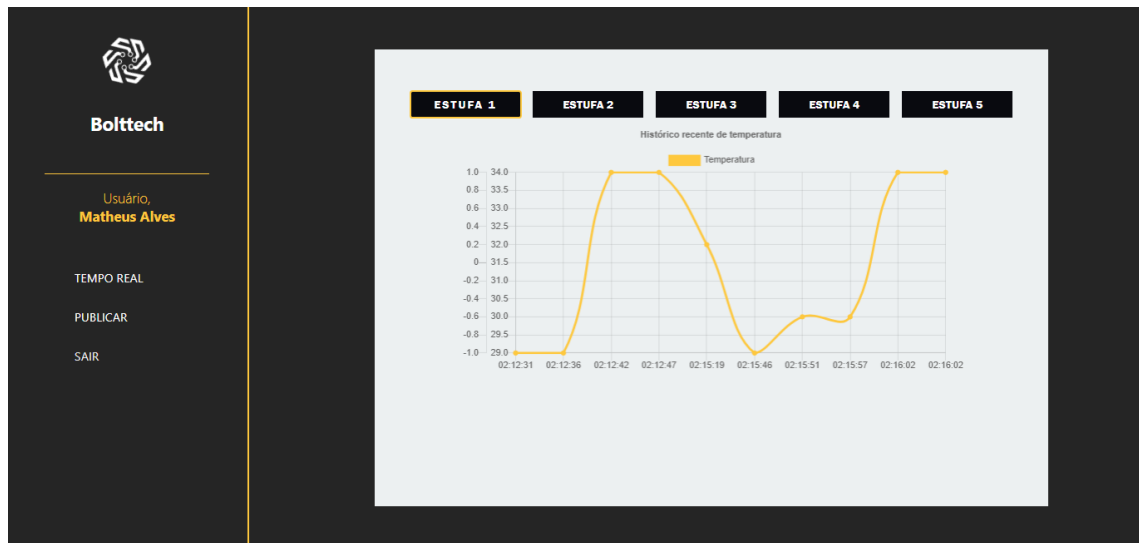 Bolttech
Usuário,
Matheus Alves
TEMPO REAL
PUBLICAR
SAIR
ESTUFA 1 ESTUFA 2 ESTUFA 3 ESTUFA 4 ESTUFA 5
Histórico recente de temperatura
Temperatura
1.0 34.0
0.8 33.5
0.6 33.0
0.4 32.5
0.2 32.0
0 31.5
-0.2 31.0
-0.4 30.5
-0.6 30.0
-0.8 29.5
-1.0 29.0
02:12:31 02:12:36 02:12:42 02:12:47 02:15:19 02:15:46 02:15:51 02:15:57 02:16:02 02:16:02